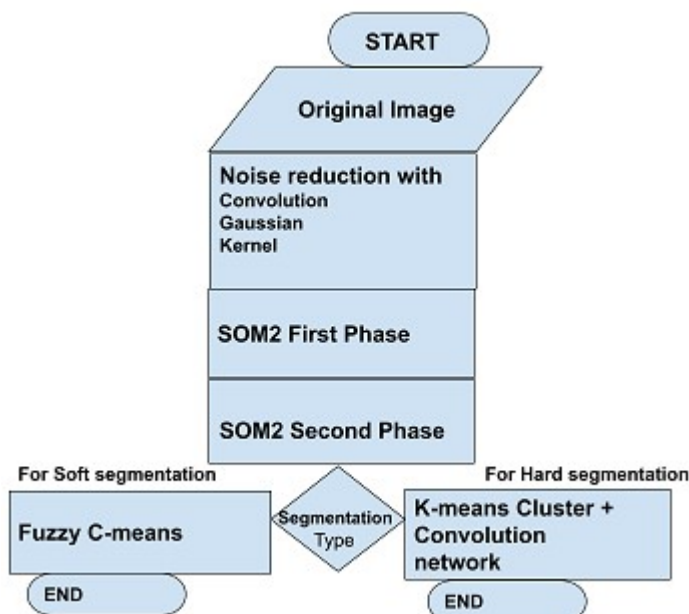 START
Original Image
Noise reduction with
Convolution
Gaussian
Kernel
SOM2 First Phase
SOM2 Second Phase
For Soft segmentation
For Hard segmentation
Fuzzy C-means
Segmentation
Type
K-means Cluster +
Convolution
network
END
END